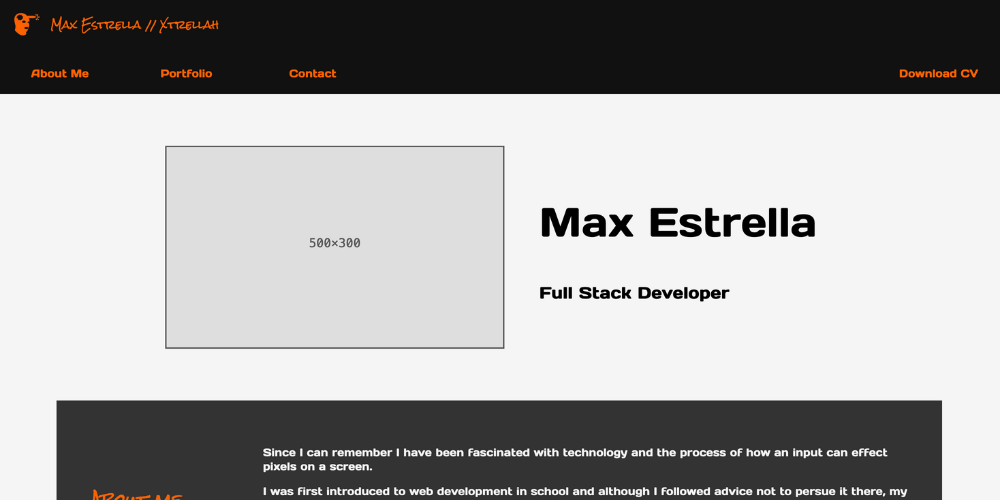 Max Estrella // Xtrellah
About Me
Portfolio
Contact
Download CV
500×300
Max Estrella
Full Stack Developer
Since I can remember I have been fascinated with technology and the process of how an input can effect
pixels on a screen.
About me
I was first introduced to web development in school and although I followed advice not to persue it there, my